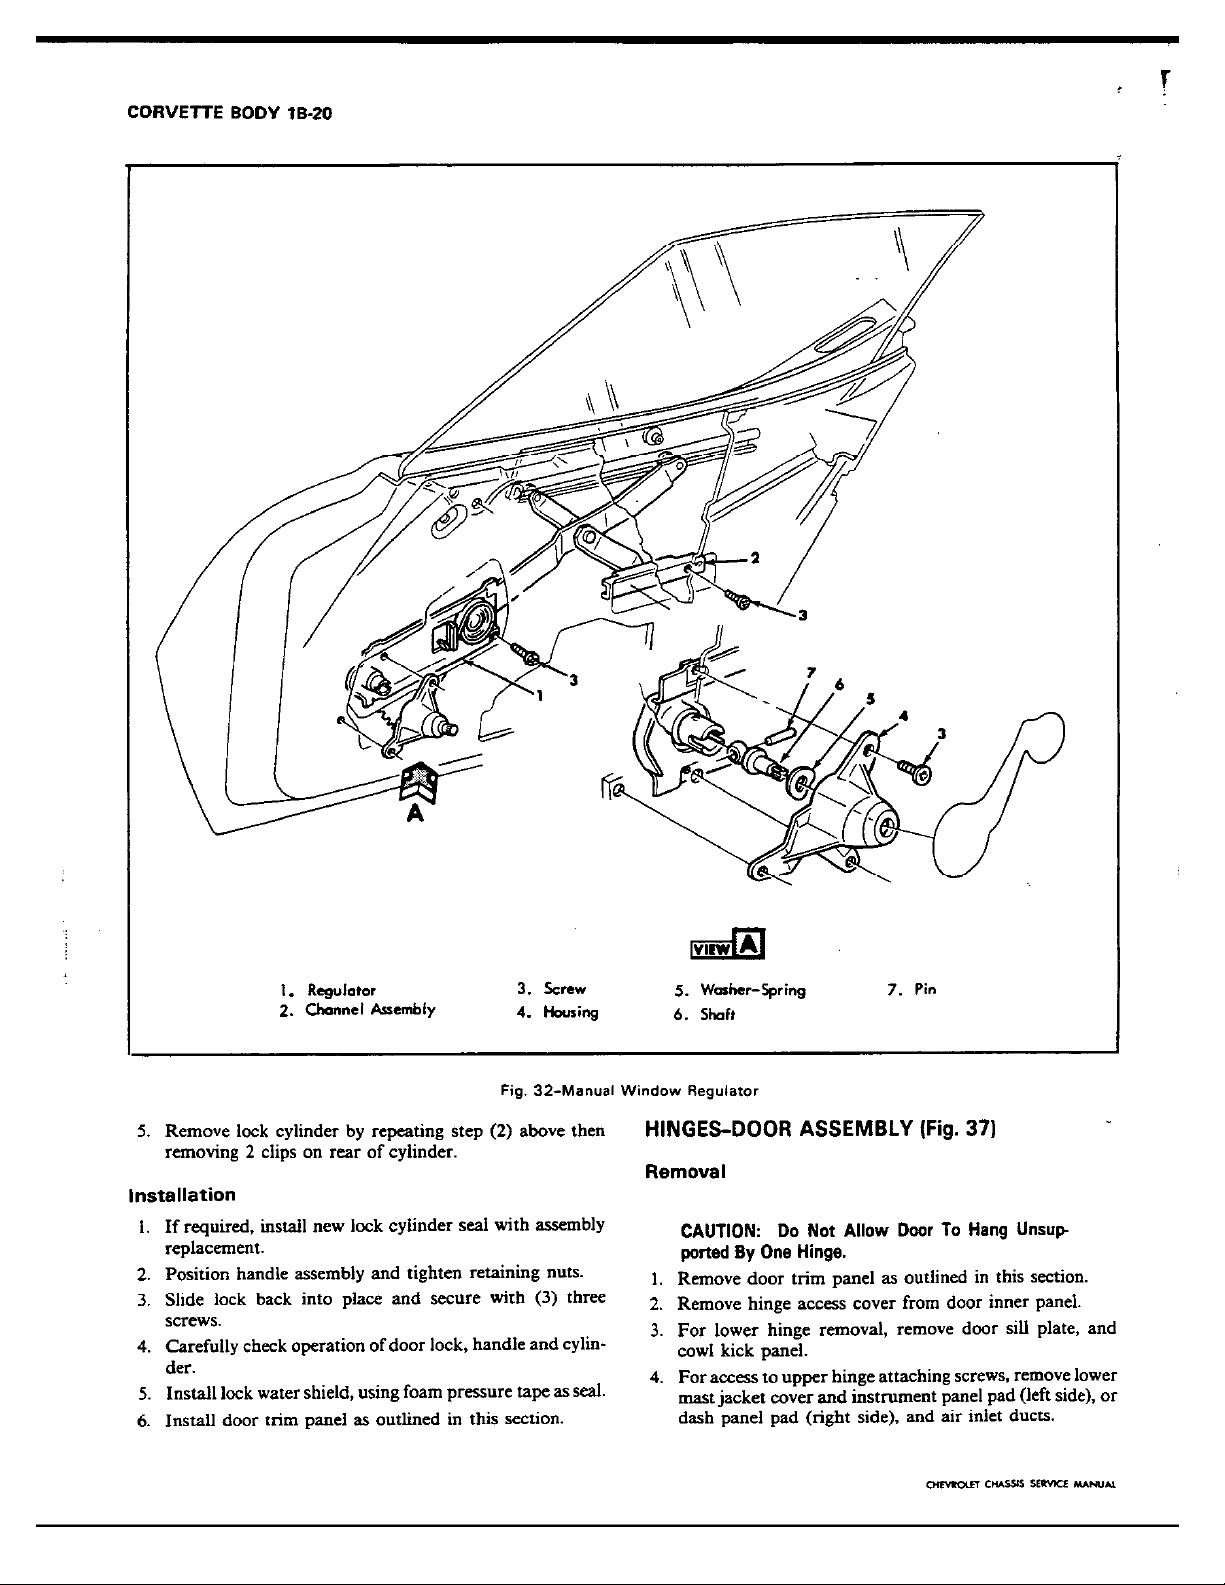 CORVETTE BODY 1B-20
2
3
3
1
7
6
5
4
3
A
VIEW A
1. Regulator
2. Channel Assembly
3. Screw
4. Housing
5. Washer-Spring
6. Shaft
7. Pin
Fig. 32-Manual Window Regulator
5. Remove lock cylinder by repeating step (2) above then
removing 2 clips on rear of cylinder.
Installation
1. If required, install new lock cylinder seal with assembly
replacement.
2. Position handle assembly and tighten retaining nuts.
3. Slide lock back into place and secure with (3) three
screws.
4. Carefully check operation of door lock, handle and cylin-
der.
5. Install lock water shield, using foam pressure tape as seal.
6. Install door trim panel as outlined in this section.
HINGES-DOOR ASSEMBLY (Fig. 37)
Removal
CAUTION: Do Not Allow Door To Hang Unsup-
ported By One Hinge.
1. Remove door trim panel as outlined in this section.
2. Remove hinge access cover from door inner panel.
3. For lower hinge removal, remove door sill plate, and
cowl kick panel.
4. For access to upper hinge attaching screws, remove lower
mast jacket cover and instrument panel pad (left side), or
dash panel pad (right side), and air inlet ducts.
CHEVROLET CHASSIS SERVICE MANUAL